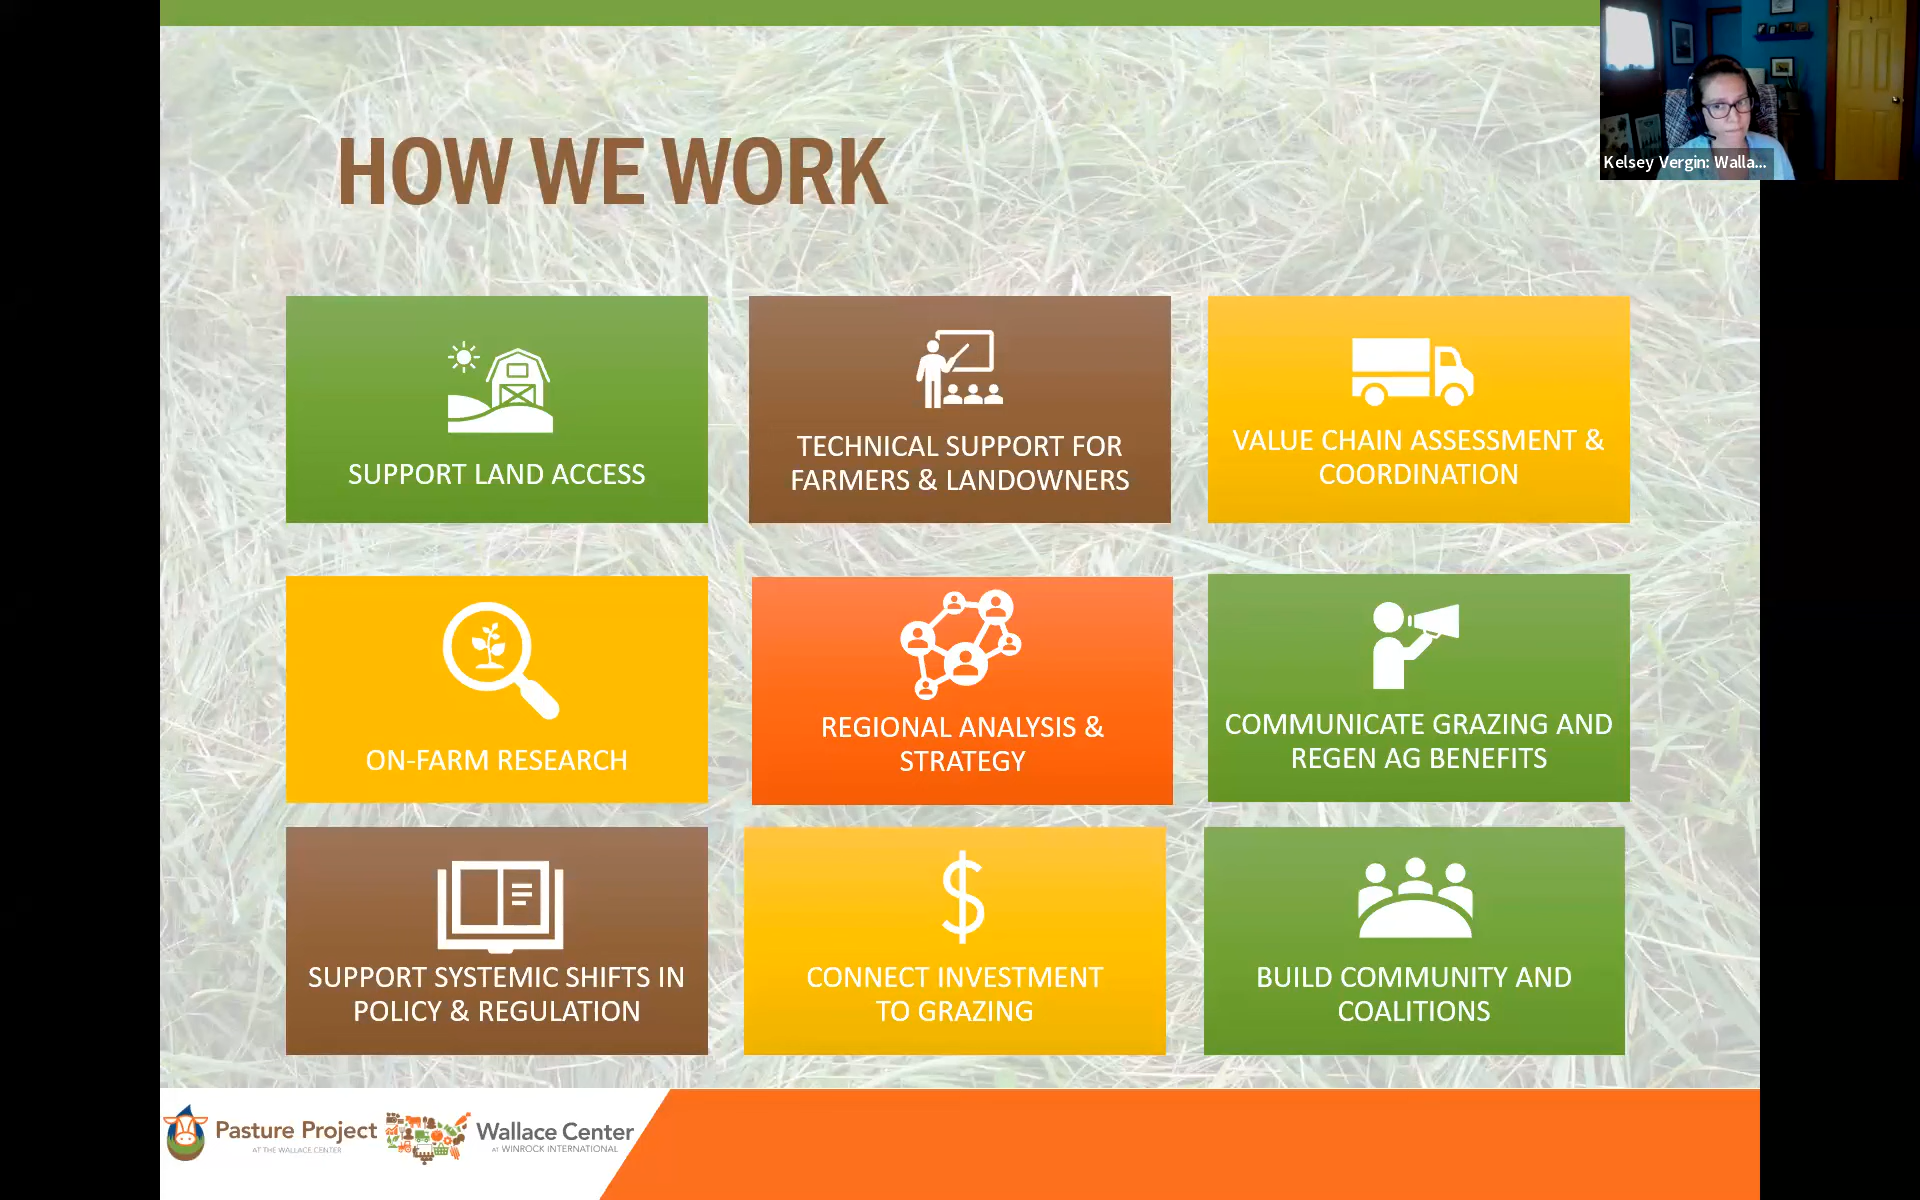 HOW WE WORK
Kelsey Vergin: Walla...
SUPPORT LAND ACCESS
TECHNICAL SUPPORT FOR
FARMERS & LANDOWNERS
VALUE CHAIN ASSESSMENT &
COORDINATION
ON-FARM RESEARCH
REGIONAL ANALYSIS &
STRATEGY
COMMUNICATE GRAZING AND
REGEN AG BENEFITS
SUPPORT SYSTEMIC SHIFTS IN
POLICY & REGULATION
CONNECT INVESTMENT
TO GRAZING
BUILD COMMUNITY AND
COALITIONS
Pasture Project
AT THE WALLACE CENTER
Wallace Center
AT WINROCK INTERNATIONAL